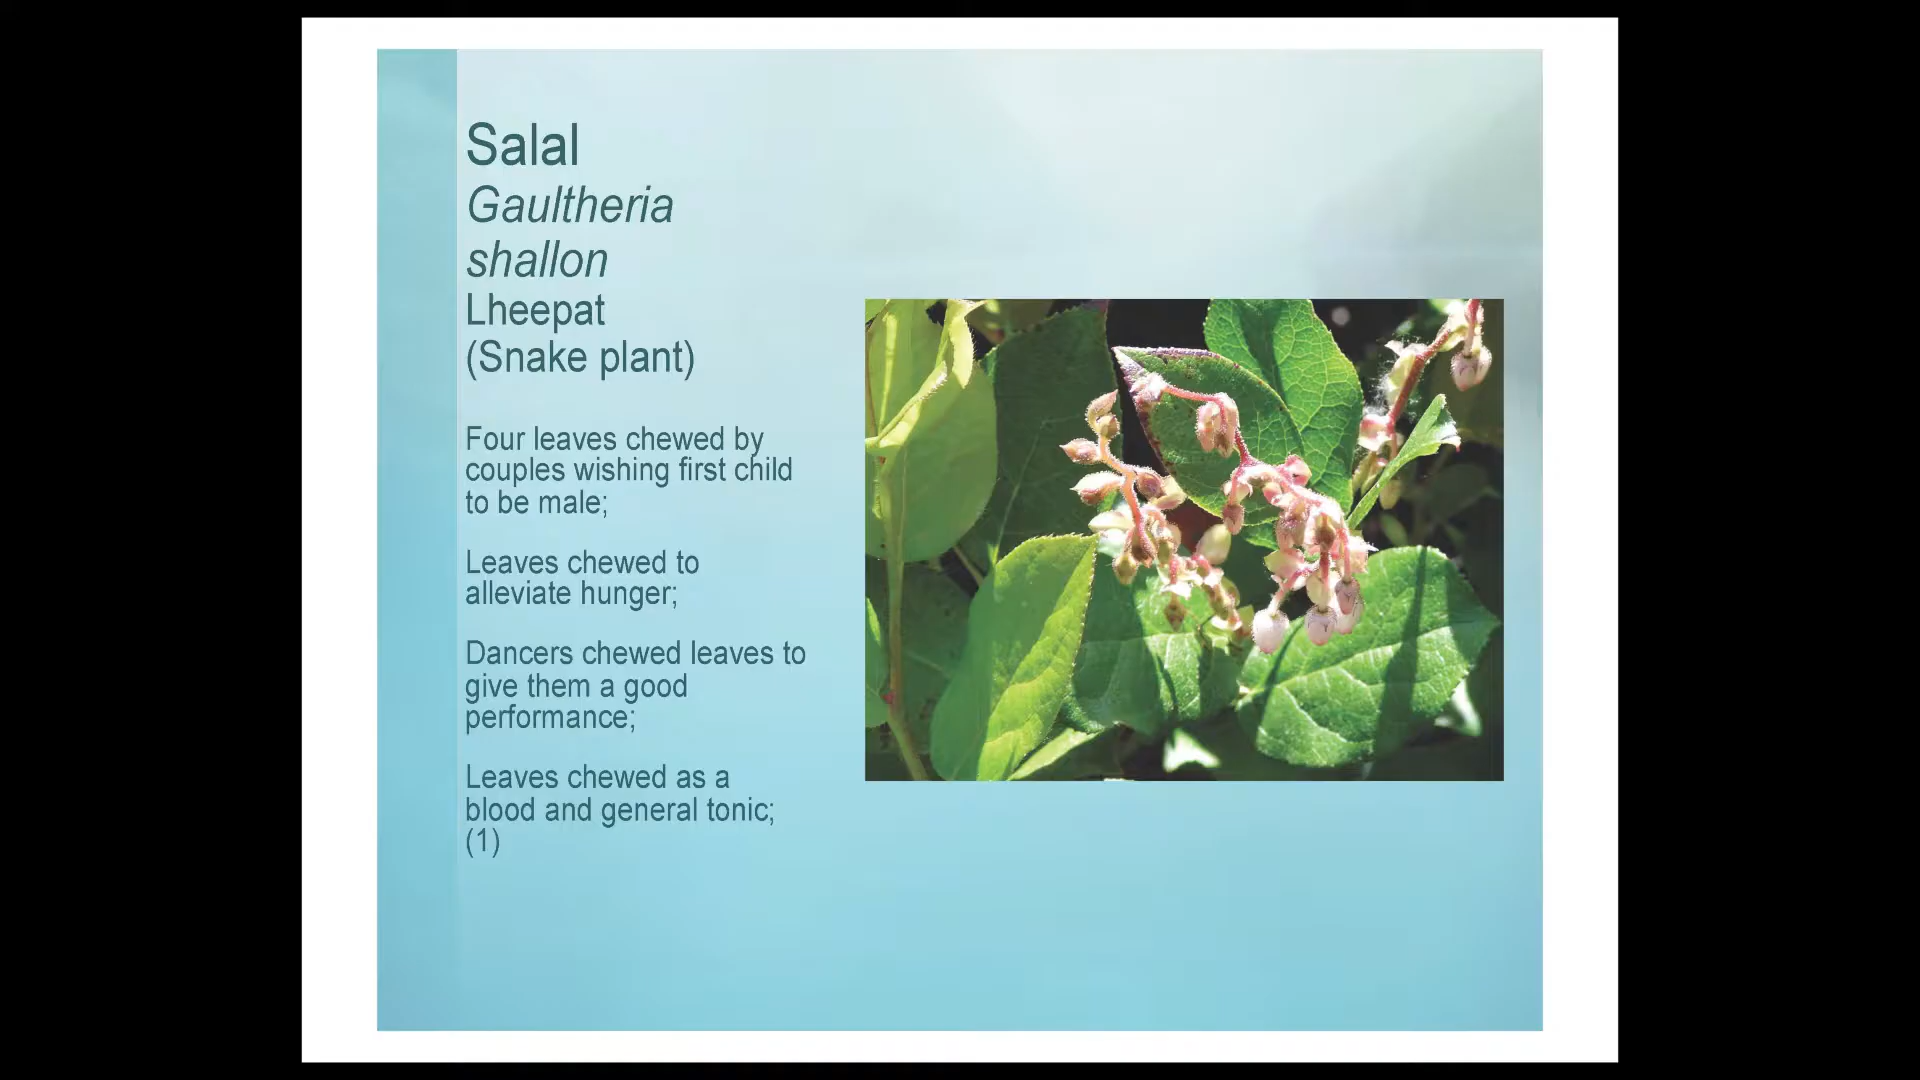 Salal
Gaultheria
shallon
Lheepat
(Snake plant)
Four leaves chewed by
couples wishing first child
to be male;
Leaves chewed to
alleviate hunger;
Dancers chewed leaves to
give them a good
performance;
Leaves chewed as a
blood and general tonic;
(1)